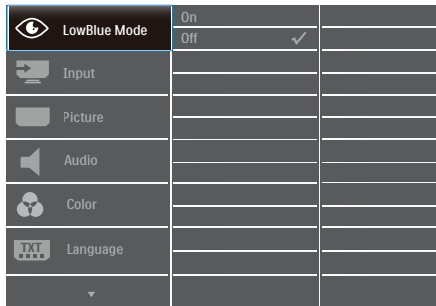 LowBlue Mode
On
Off
Input
Picture
Audio
Color
TXT
Language